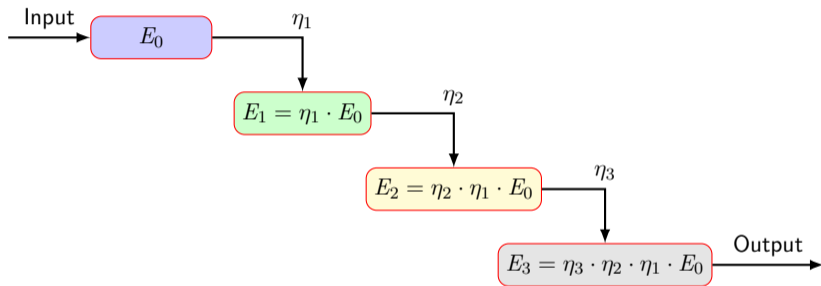 Input
E₀
η₁
E₁ = η₁ · E₀
η₂
E₂ = η₂ · η₁ · E₀
η₃
E₃ = η₃ · η₂ · η₁ · E₀
Output